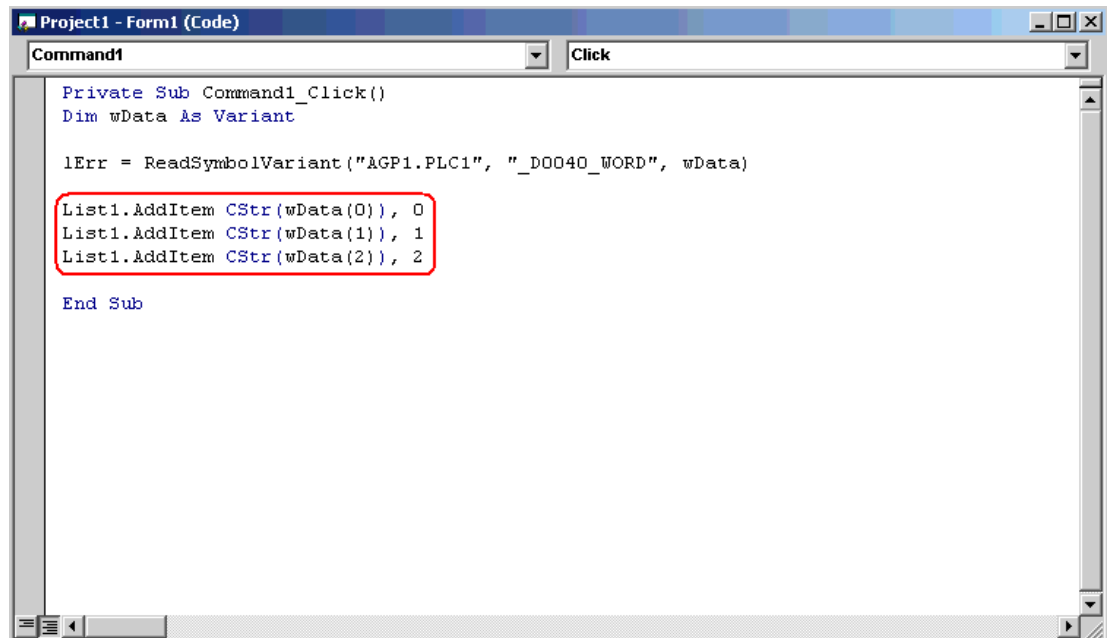 Project1 - Form1 (Code)
Command1 Click
Private Sub Command1_Click()
Dim wData As Variant
lErr = ReadSymbolVariant("AGP1.PLC1", "_D0040_WORD", wData)
List1.AddItem CStr(wData(0)), 0
List1.AddItem CStr(wData(1)), 1
List1.AddItem CStr(wData(2)), 2
End Sub